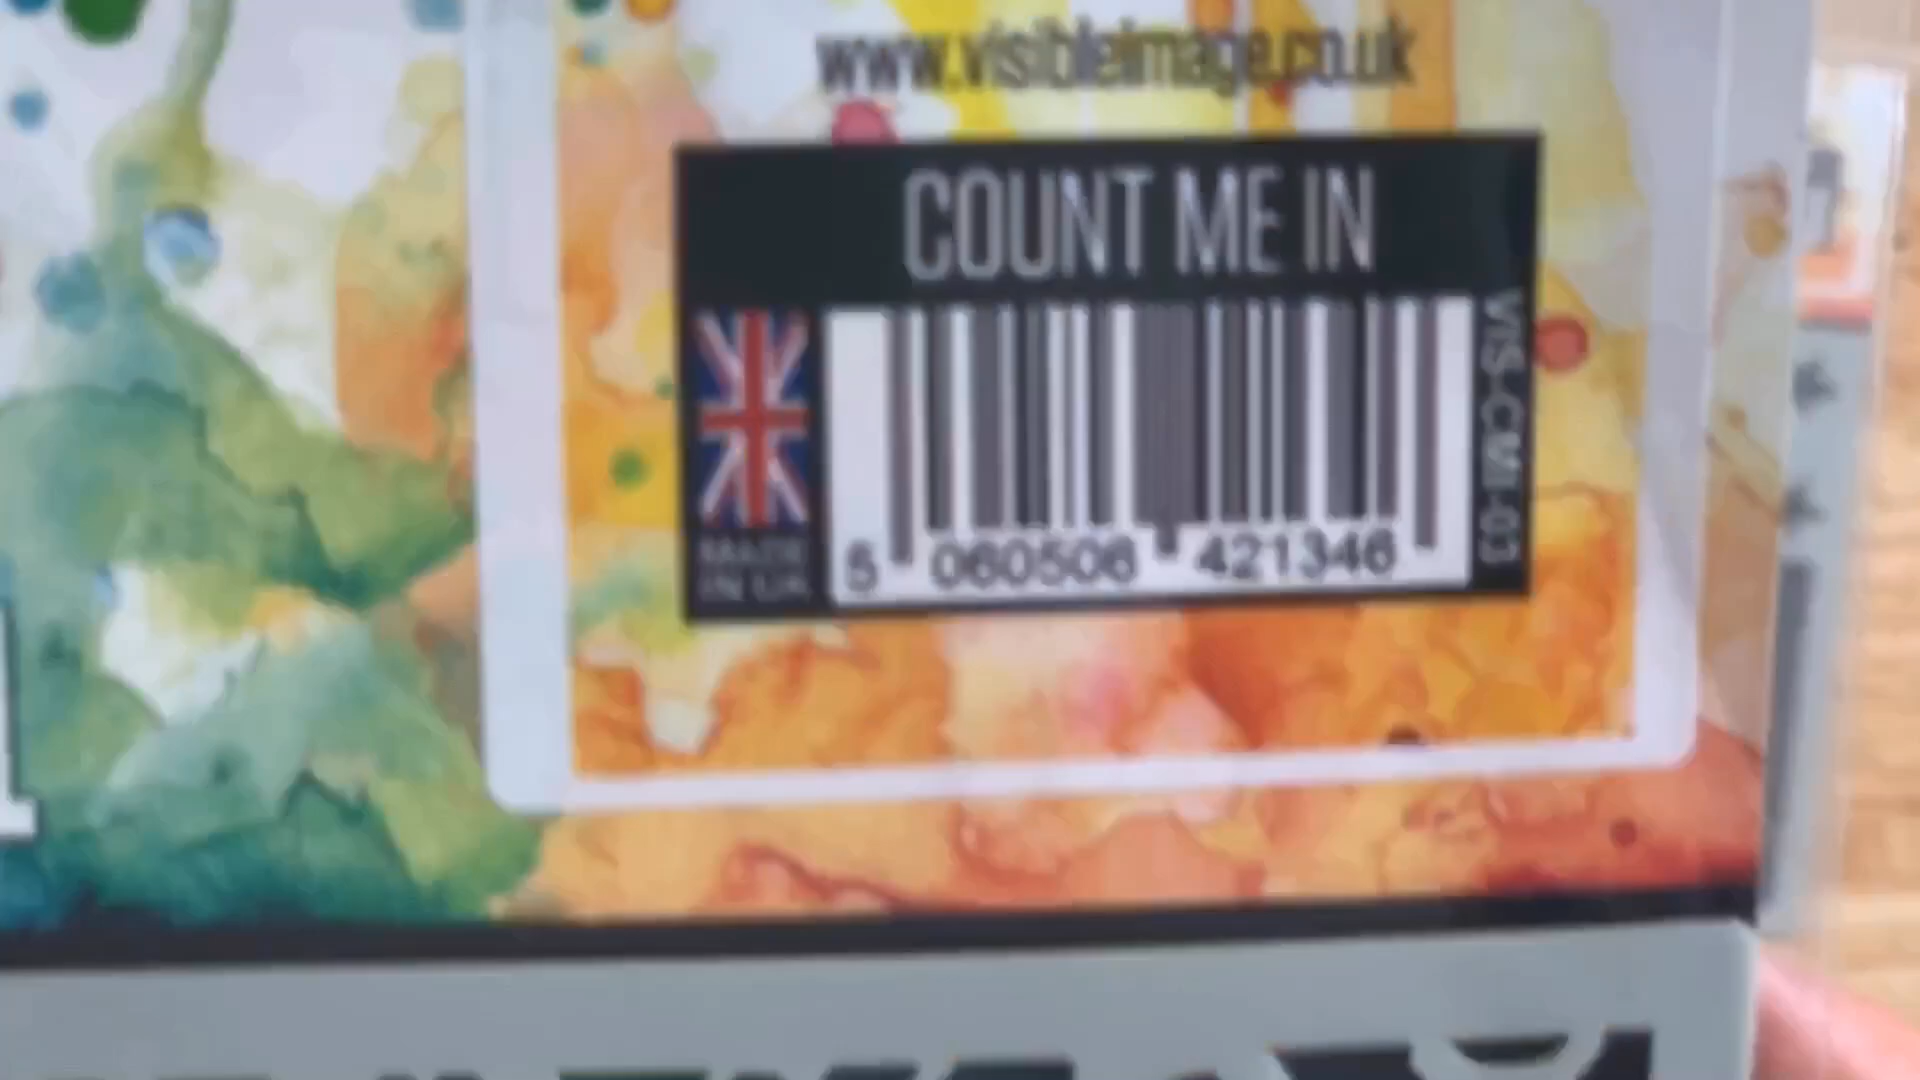 www.visibleimage.co.uk
COUNT ME IN
VIS-CMI-03
MADE
IN UK
5 060506 421346